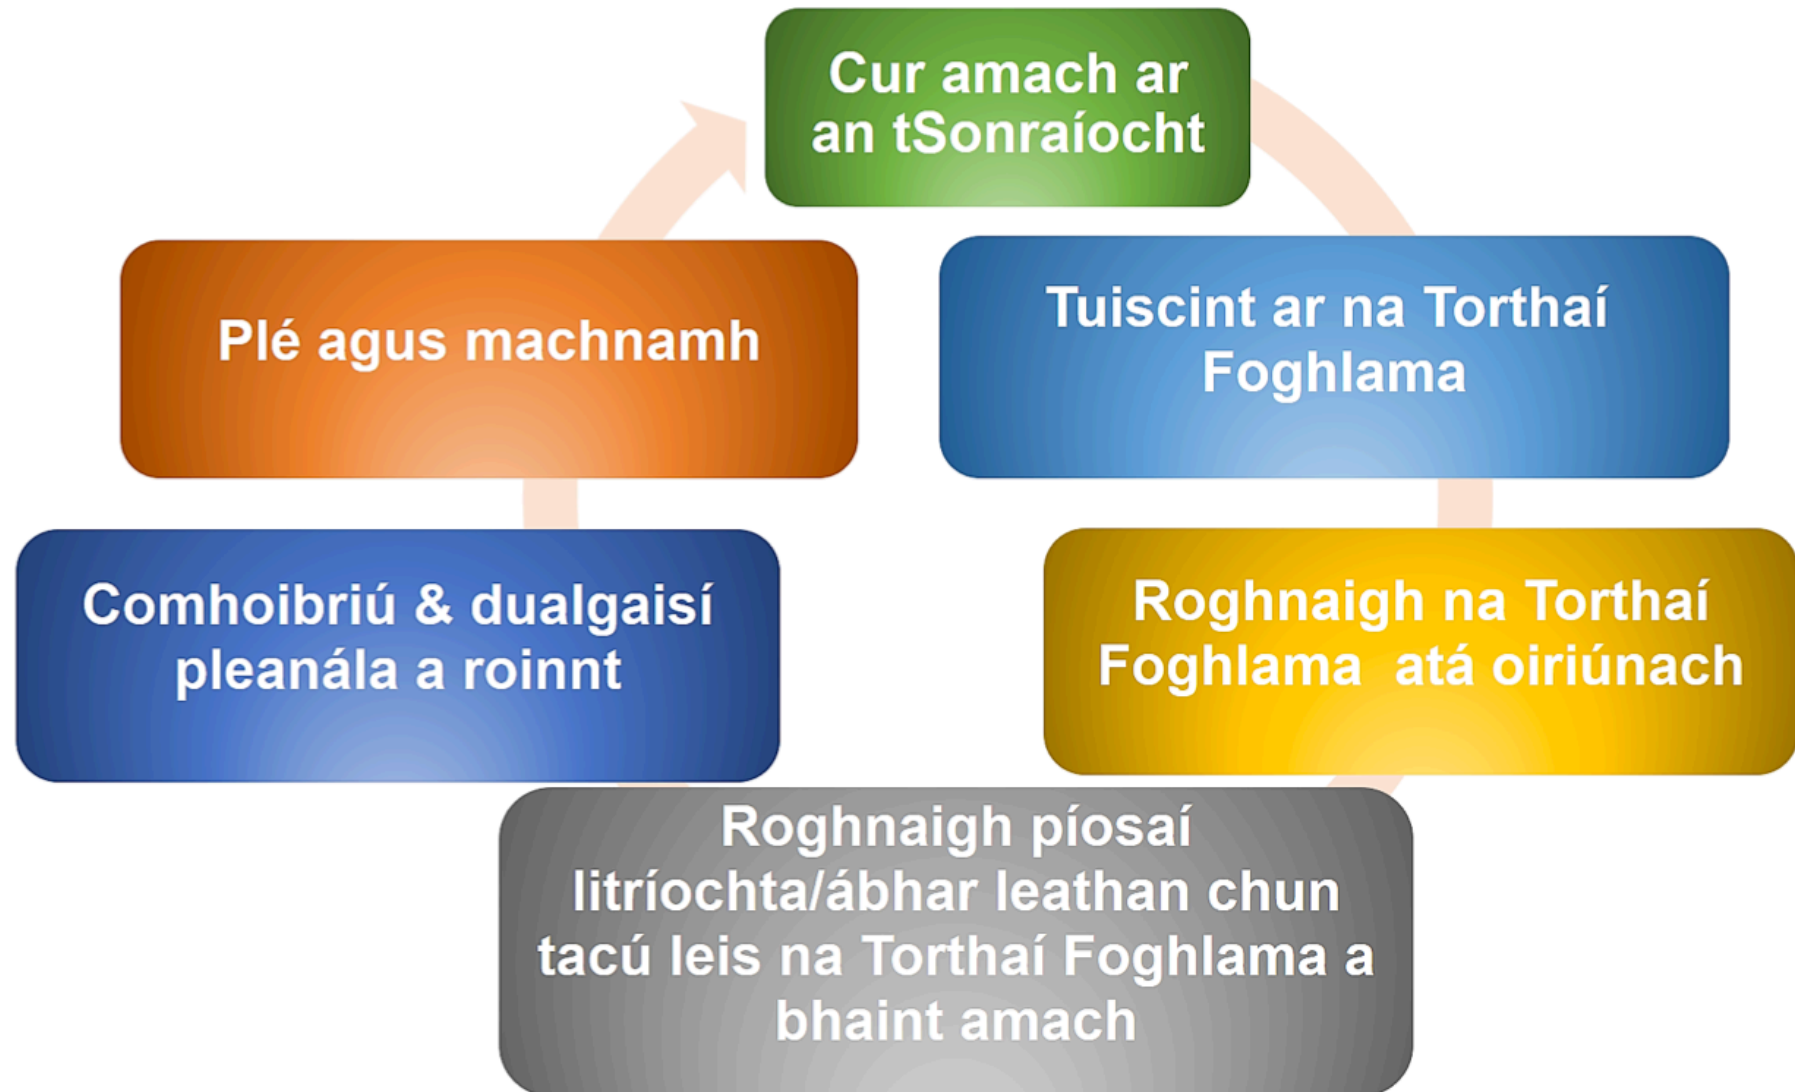 Cur amach ar
an tSonraíocht
Tuiscint ar na Torthaí
Foghlama
Roghnaigh na Torthaí
Foghlama atá oiriúnach
Roghnaigh píosaí
litríochta/ábhar leathan chun
tacú leis na Torthaí Foghlama a
bhaint amach
Comhoibriú & dualgaisí
pleanála a roinnt
Plé agus machnamh